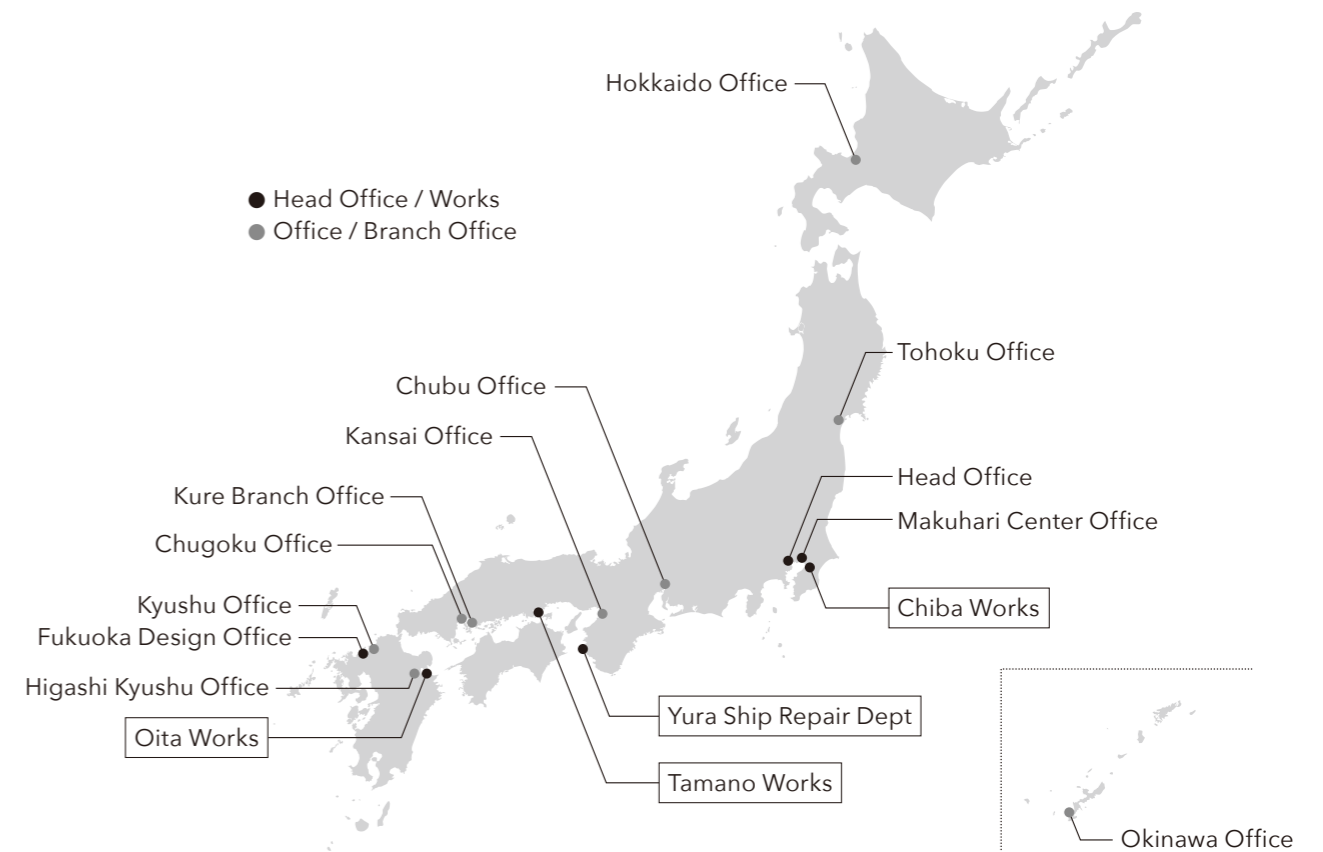 Hokkaido Office
Head Office / Works
Office / Branch Office
Tohoku Office
Chubu Office
Kansai Office
Head Office
Kure Branch Office
Makuhari Center Office
Chugoku Office
Kyushu Office
Chiba Works
Fukuoka Design Office
Higashi Kyushu Office
Yura Ship Repair Dept
Oita Works
Tamano Works
Okinawa Office